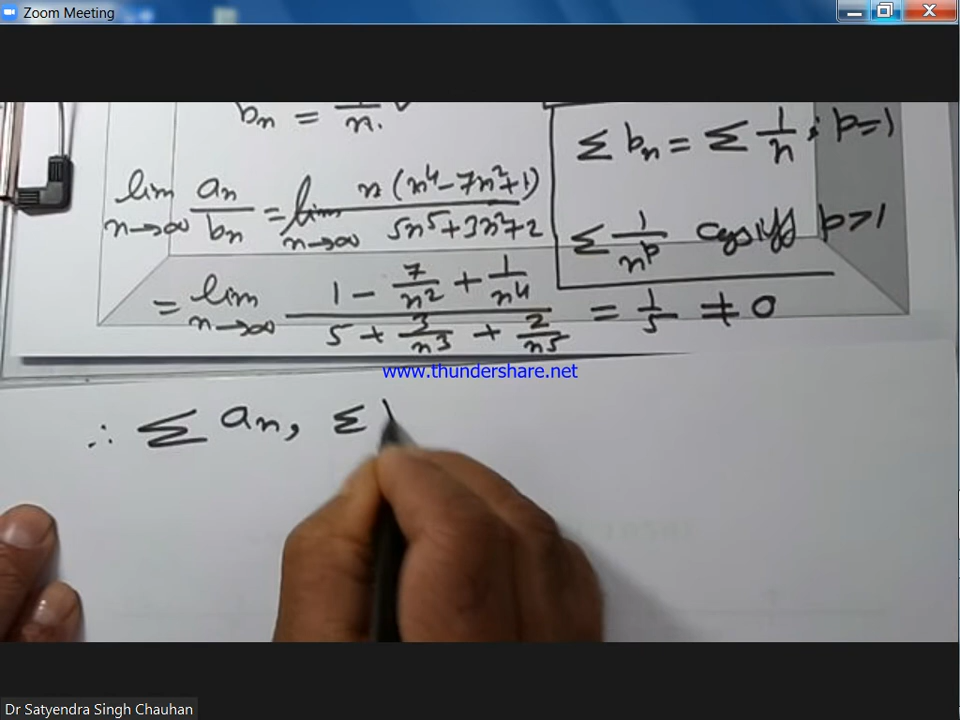 Zoom Meeting
bₙ = 1/n.
lim n→∞ aₙ/bₙ = lim n→∞ n(n⁴-7n²+1)/5n⁵+3n²+2
= lim n→∞ 1 - 7/n² + 1/n⁴ / 5 + 3/n³ + 2/n⁵ = 1/5 ≠ 0
Σ bₙ = Σ 1/n ; p=1
Σ 1/nᵖ cgs iff p>1
www.thundershare.net
∴ Σ aₙ, Σ
Dr Satyendra Singh Chauhan